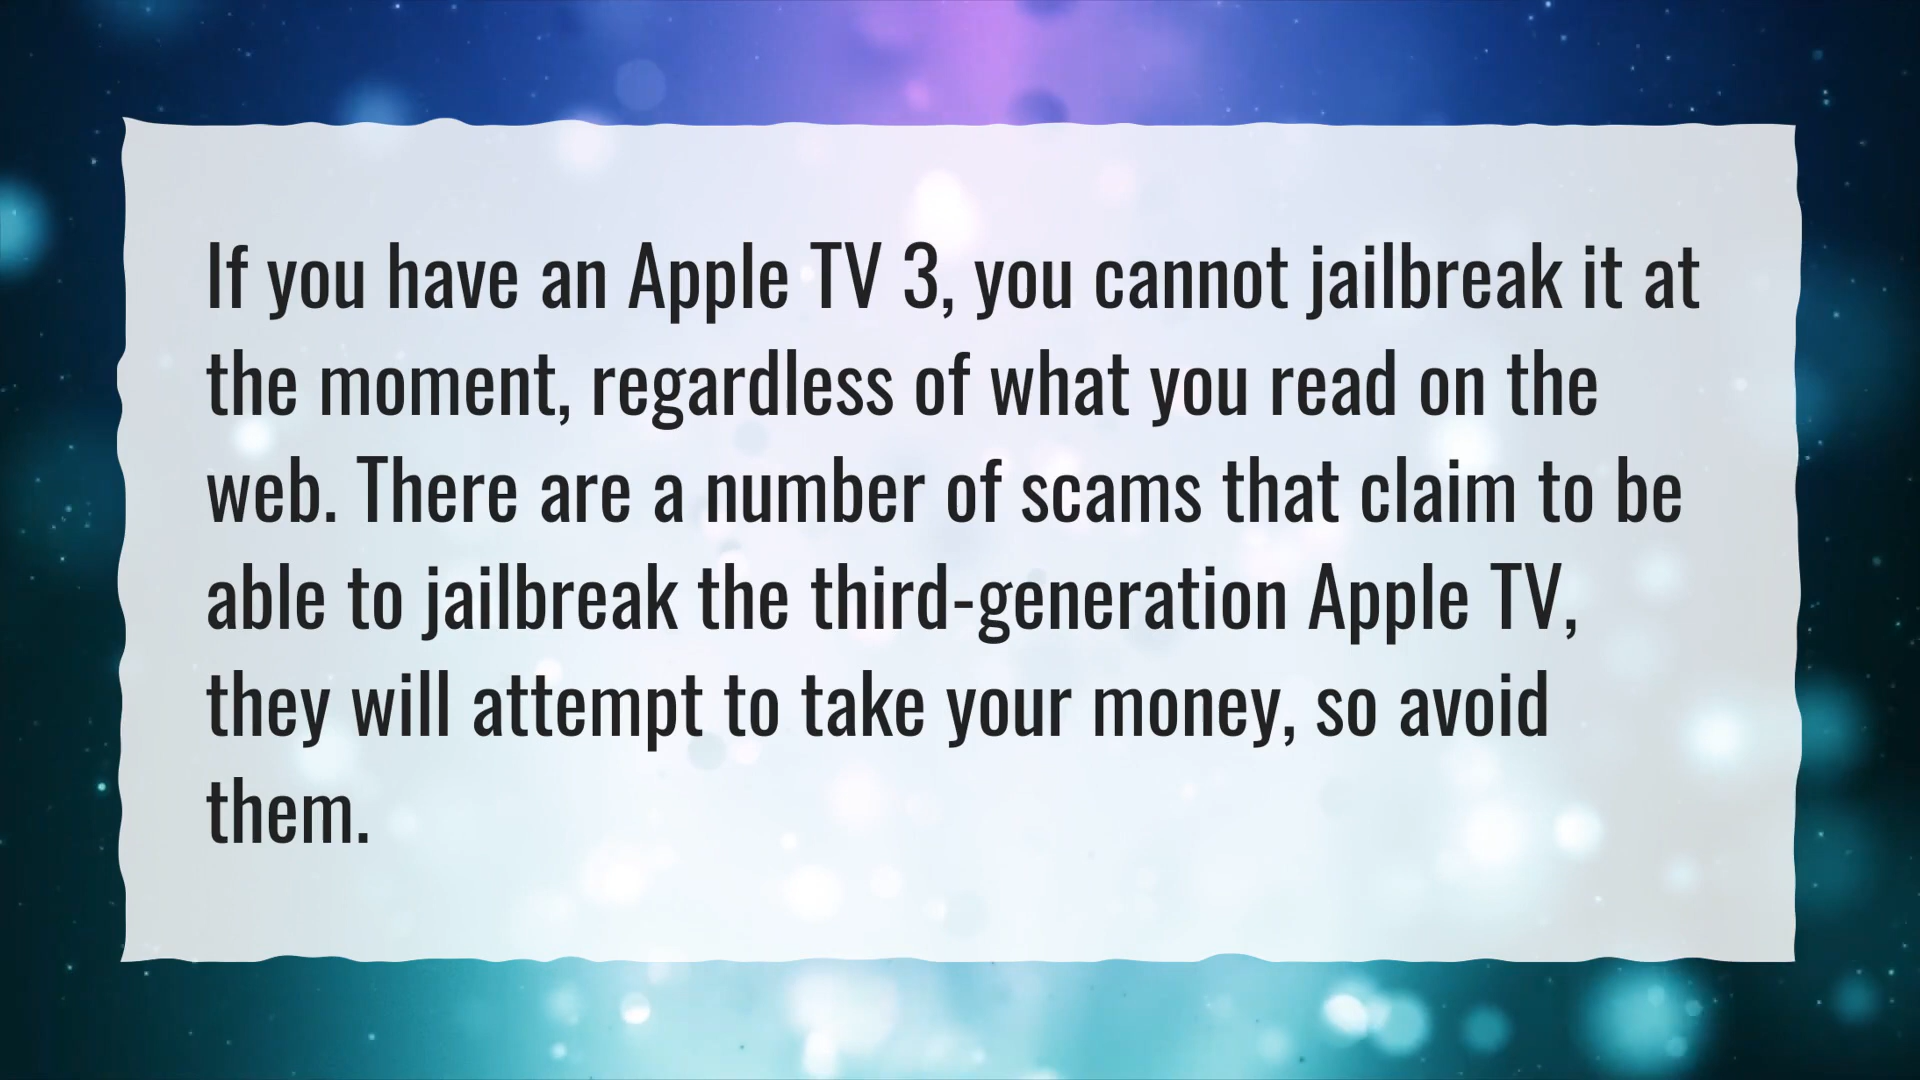 If you have an Apple TV 3, you cannot jailbreak it at
the moment, regardless of what you read on the
web. There are a number of scams that claim to be
able to jailbreak the third-generation Apple TV,
they will attempt to take your money, so avoid
them.